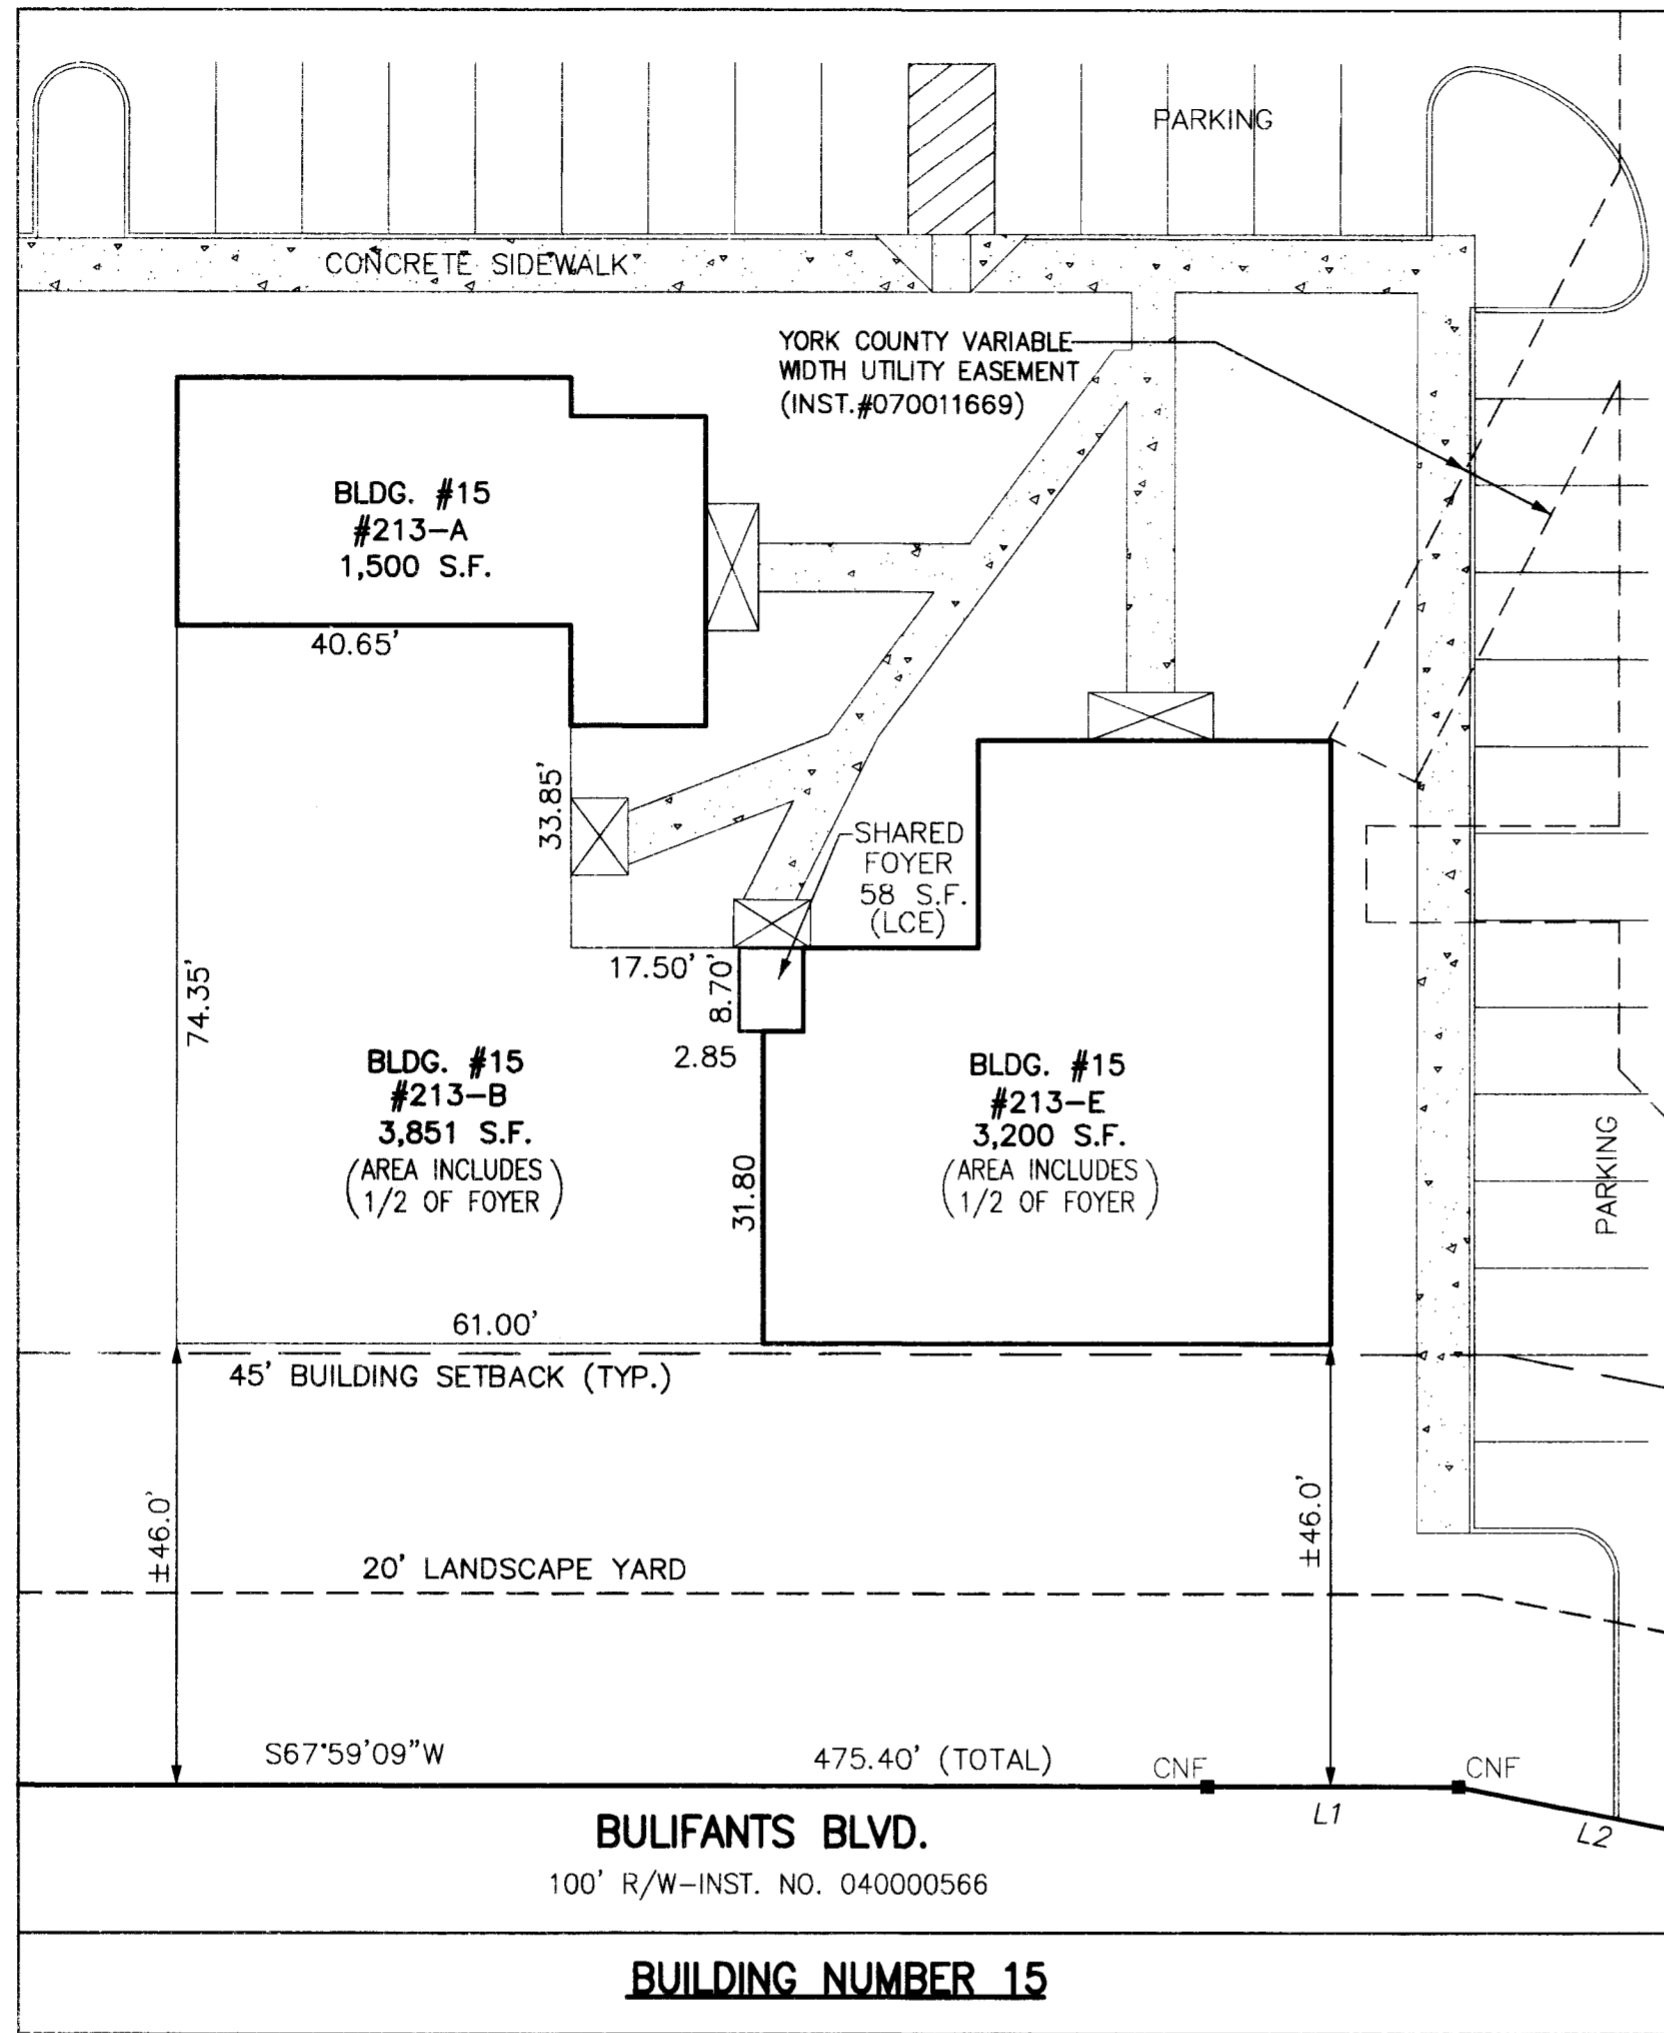 PARKING
CONCRETE SIDEWALK
YORK COUNTY VARIABLE
WIDTH UTILITY EASEMENT
(INST.#070011669)
BLDG. #15
#213-A
1,500 S.F.
40.65'
33.85'
SHARED
FOYER
58 S.F.
(LCE)
17.50'
8.70'
74.35'
2.85
BLDG. #15
#213-B
3,851 S.F.
(AREA INCLUDES
1/2 OF FOYER)
BLDG. #15
#213-E
3,200 S.F.
(AREA INCLUDES
1/2 OF FOYER)
31.80
PARKING
61.00'
45' BUILDING SETBACK (TYP.)
±46.0'
±46.0'
20' LANDSCAPE YARD
S67°59'09"W
475.40' (TOTAL)
CNF
CNF
L1
L2
BULIFANTS BLVD.
100' R/W-INST. NO. 040000566
BUILDING NUMBER 15